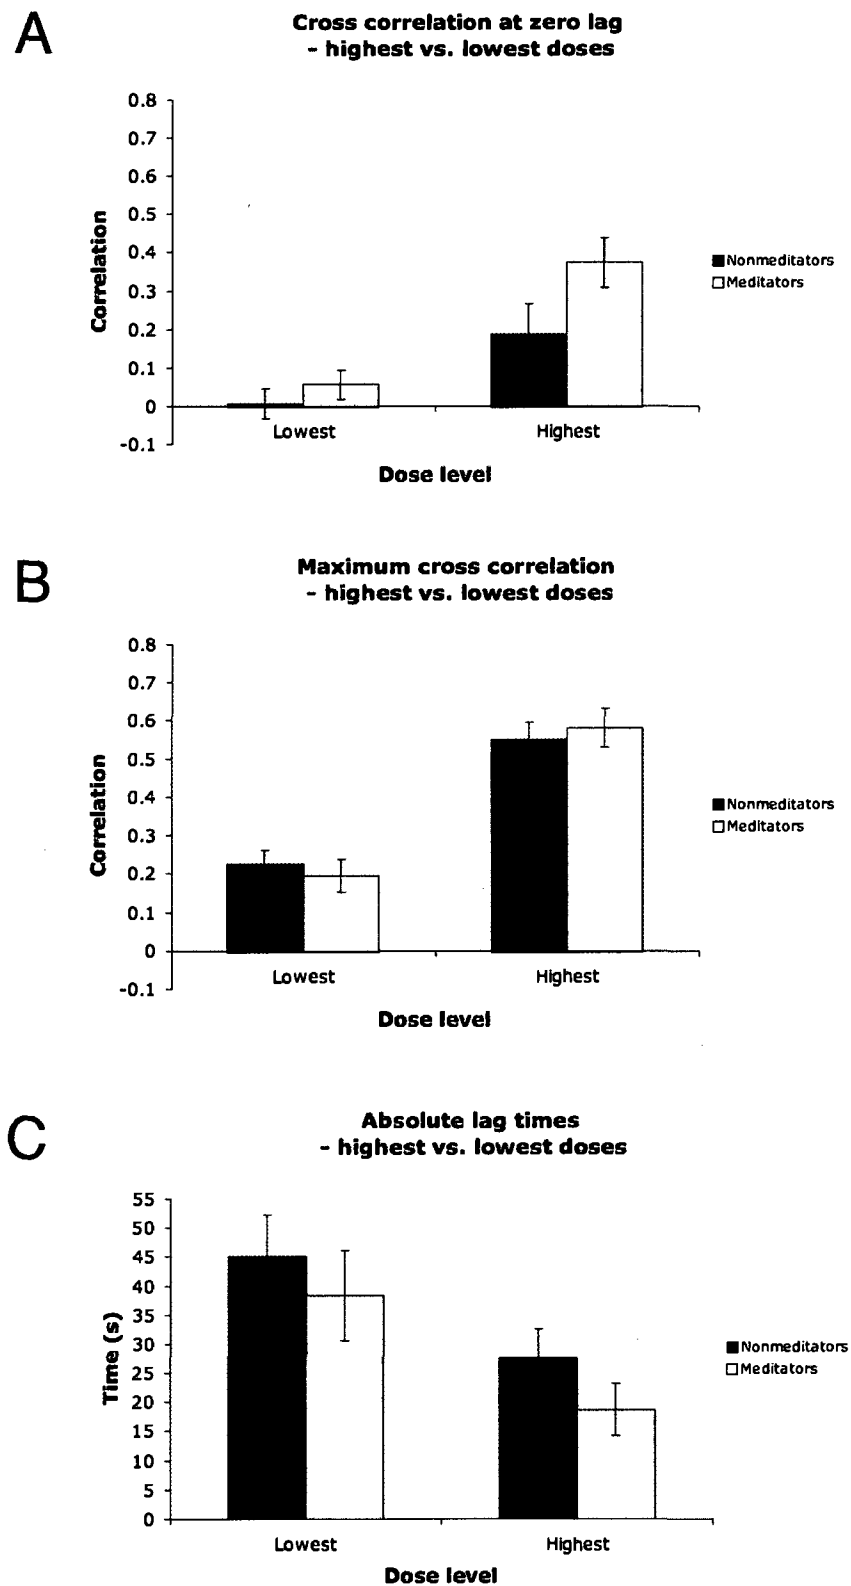 A
Cross correlation at zero lag
- highest vs. lowest doses
0.8
0.7
0.6
0.5
0.4
0.3
0.2
0.1
0
-0.1
Correlation
Lowest
Highest
Dose level
Nonmeditators
Meditators
B
Maximum cross correlation
- highest vs. lowest doses
0.8
0.7
0.6
0.5
0.4
0.3
0.2
0.1
0
-0.1
Correlation
Lowest
Highest
Dose level
Nonmeditators
Meditators
C
Absolute lag times
- highest vs. lowest doses
55
50
45
40
35
30
25
20
15
10
5
0
Time (s)
Lowest
Highest
Dose level
Nonmeditators
Meditators